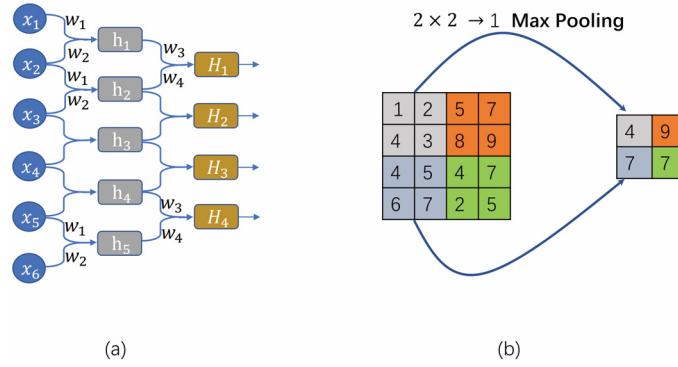 2 × 2 → 1 Max Pooling
x₁ w₁ h₁ w₃ H₁
x₂ w₂ w₁ h₂ w₄ H₂
x₃ w₂ h₃ H₃
x₄ h₄ w₃ H₄
x₅ w₁ h₅ w₄
x₆ w₂
1 2 5 7
4 3 8 9
4 5 4 7
6 7 2 5
4 9
7 7
(a) (b)